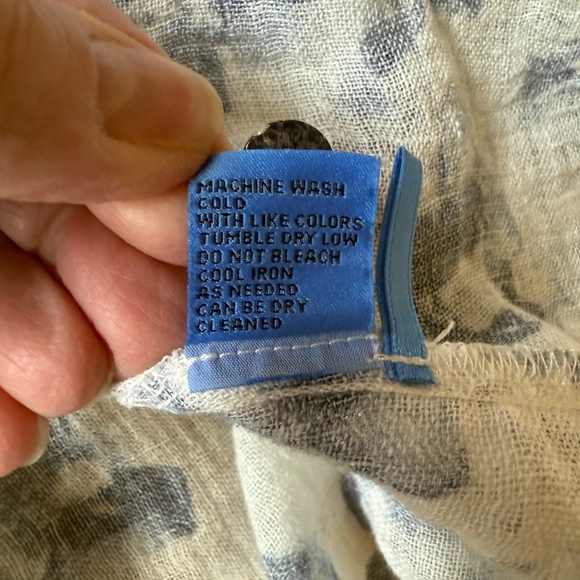 MACHINE WASH
COLD
WITH LIKE COLORS
TUMBLE DRY LOW
DO NOT BLEACH
COOL IRON
AS NEEDED
CAN BE DRY
CLEANED